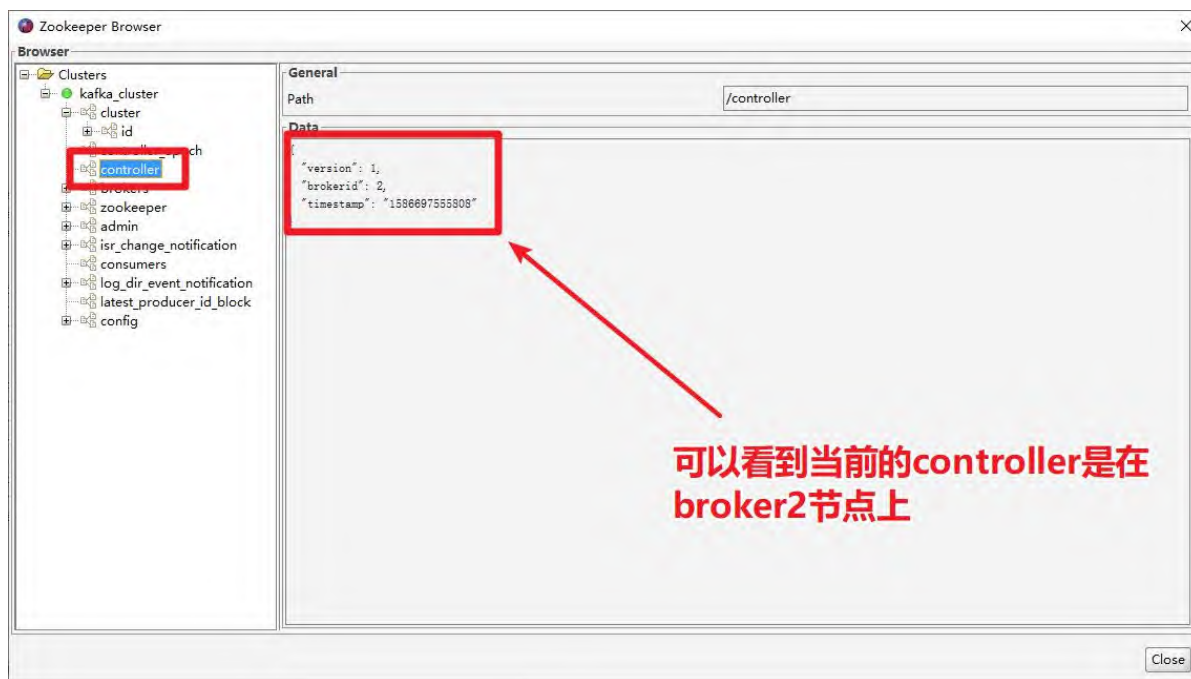 Zookeeper Browser
Browser
Clusters
kafka_cluster
cluster
id
controller
brokers
zookeeper
admin
isr_change_notification
consumers
log_dir_event_notification
latest_producer_id_block
config
General
Path
/controller
Data
{
"version": 1,
"brokerid": 2,
"timestamp": "1586697555808"
可以看到当前的controller是在
broker2节点上
Close